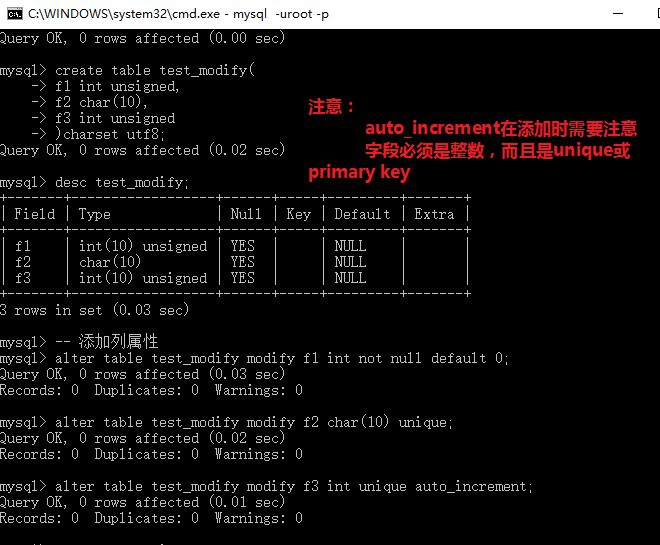 C:\WINDOWS\system32\cmd.exe - mysql -uroot -p
Query OK, 0 rows affected (0.00 sec)
mysql> create table test_modify(
-> f1 int unsigned,
-> f2 char(10),
-> f3 int unsigned
-> )charset utf8;
Query OK, 0 rows affected (0.02 sec)
注意：
auto_increment在添加时需要注意
字段必须是整数，而且是unique或
primary key
mysql> desc test_modify;
+-------+------------------+------+-----+---------+-------+
| Field | Type             | Null | Key | Default | Extra |
+-------+------------------+------+-----+---------+-------+
| f1    | int(10) unsigned | YES  |     | NULL    |       |
| f2    | char(10)         | YES  |     | NULL    |       |
| f3    | int(10) unsigned | YES  |     | NULL    |       |
+-------+------------------+------+-----+---------+-------+
3 rows in set (0.03 sec)
mysql> -- 添加列属性
mysql> alter table test_modify modify f1 int not null default 0;
Query OK, 0 rows affected (0.03 sec)
Records: 0  Duplicates: 0  Warnings: 0
mysql> alter table test_modify modify f2 char(10) unique;
Query OK, 0 rows affected (0.02 sec)
Records: 0  Duplicates: 0  Warnings: 0
mysql> alter table test_modify modify f3 int unique auto_increment;
Query OK, 0 rows affected (0.01 sec)
Records: 0  Duplicates: 0  Warnings: 0